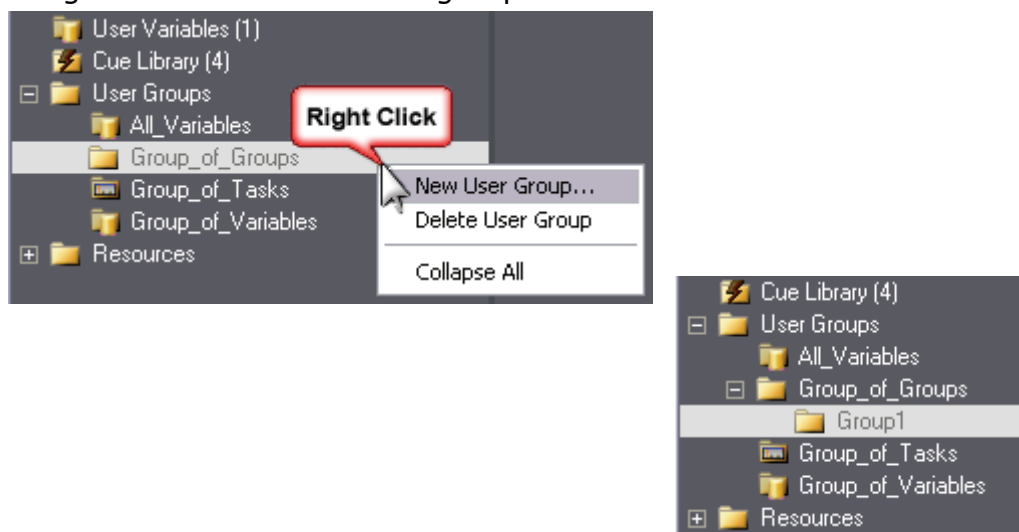 User Variables (1)
Cue Library (4)
User Groups
All_Variables
Right Click
Group_of_Groups
New User Group...
Group_of_Tasks
Delete User Group
Group_of_Variables
Resources
Collapse All
Cue Library (4)
User Groups
All_Variables
Group_of_Groups
Group1
Group_of_Tasks
Group_of_Variables
Resources